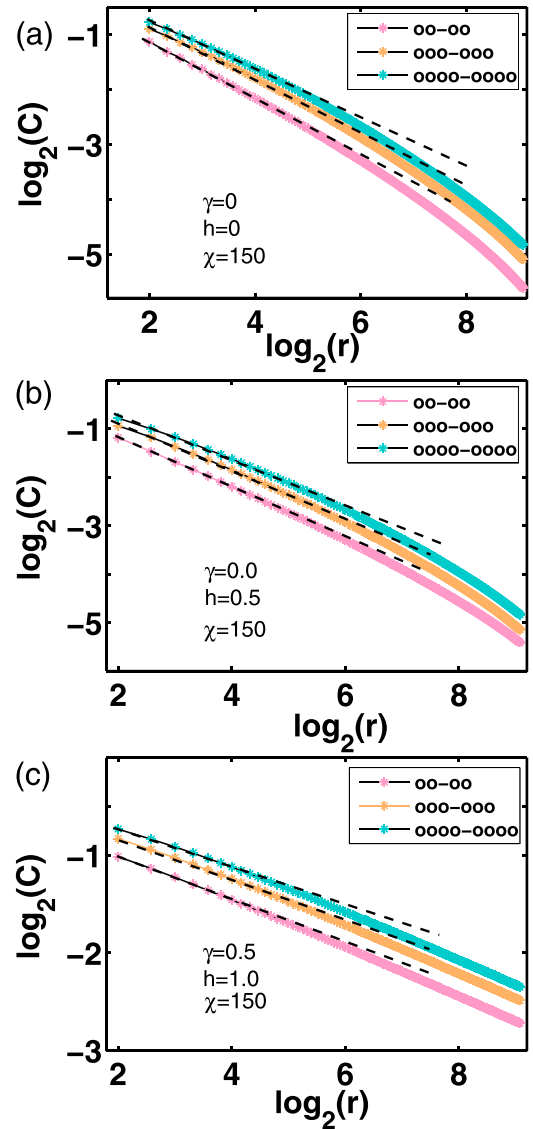 (a)
oo−oo
ooo−ooo
oooo−oooo
log₂(C)
−1
−3
−5
γ=0
h=0
χ=150
2 4 6 8
log₂(r)
(b)
oo−oo
ooo−ooo
oooo−oooo
log₂(C)
−1
−3
−5
γ=0.0
h=0.5
χ=150
2 4 6 8
log₂(r)
(c)
oo−oo
ooo−ooo
oooo−oooo
log₂(C)
−1
−2
−3
γ=0.5
h=1.0
χ=150
2 4 6 8
log₂(r)